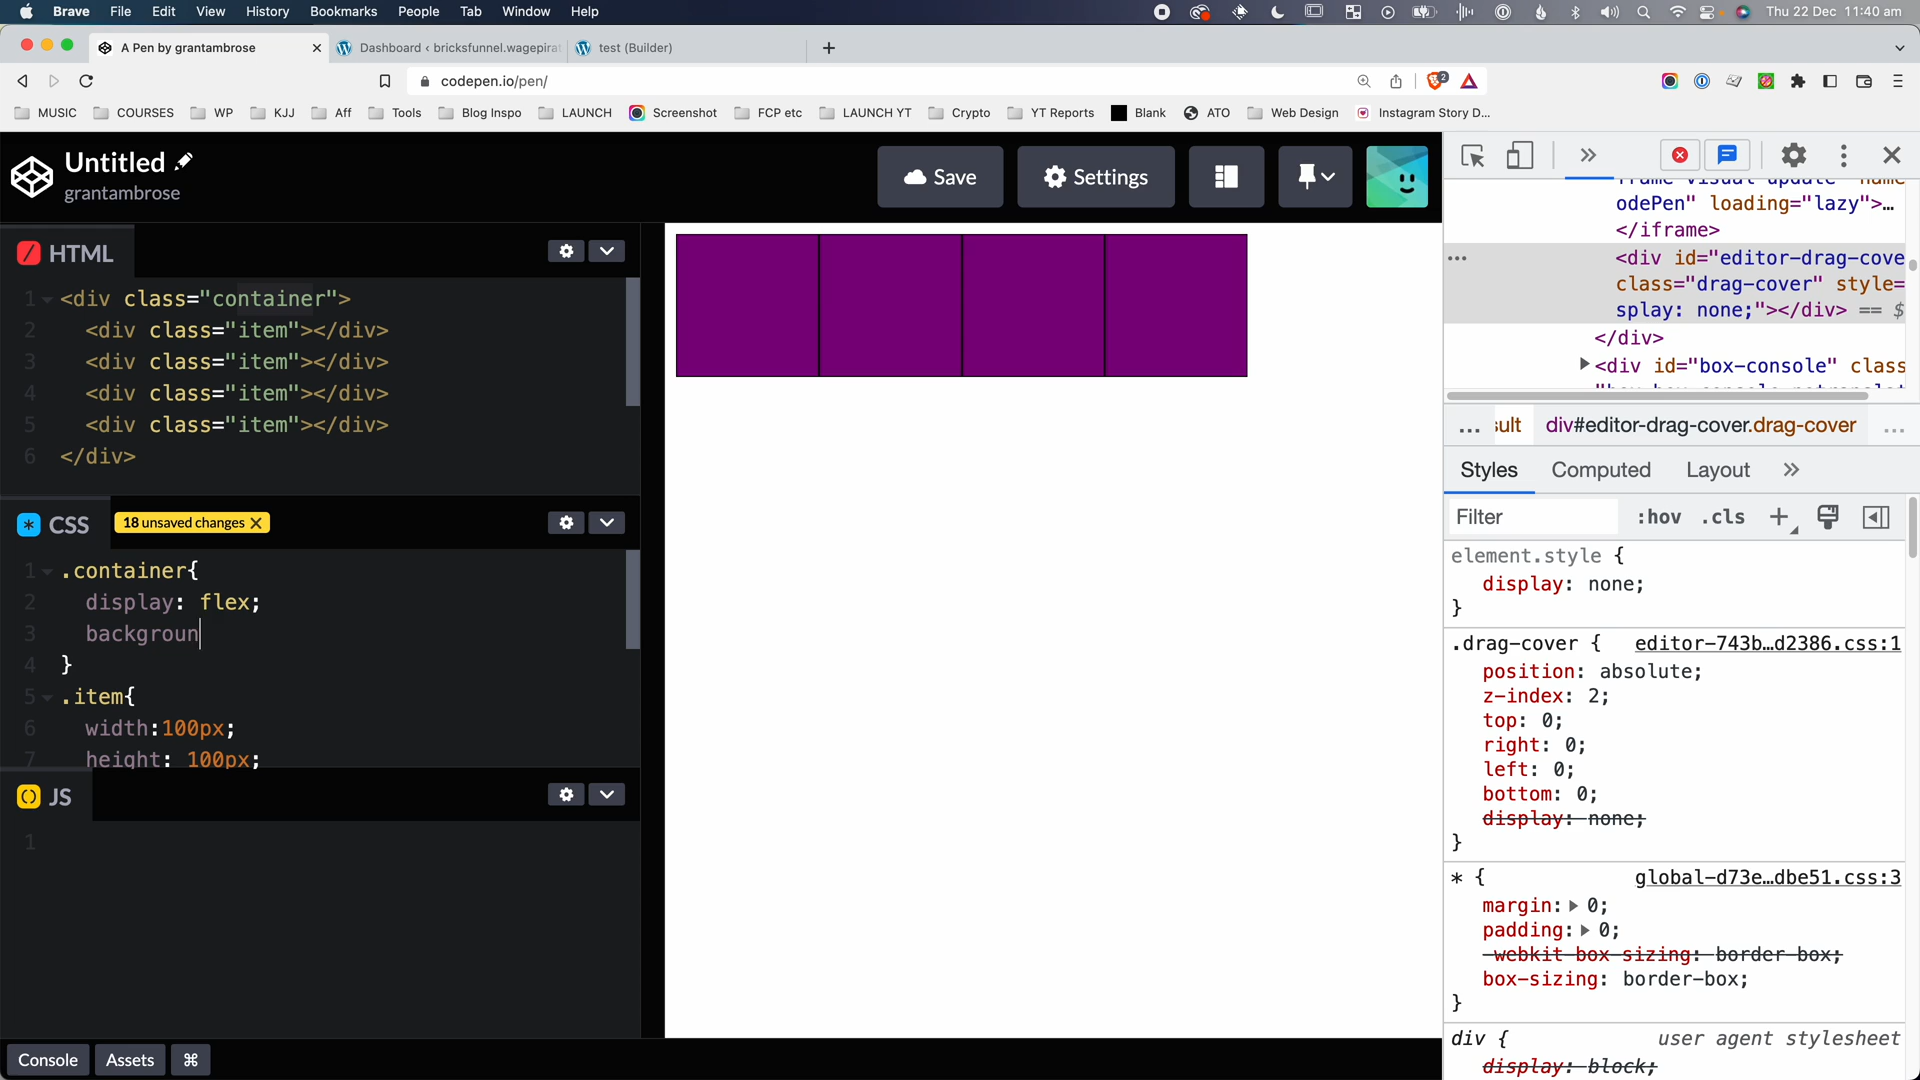 Brave File Edit View History Bookmarks People Tab Window Help Thu 22 Dec 11:40 am
A Pen by grantambrose Dashboard ‹ bricksfunnel.wagepirat test (Builder)
codepen.io/pen/ 2
MUSIC COURSES WP KJJ Aff Tools Blog Inspo LAUNCH Screenshot FCP etc LAUNCH YT Crypto YT Reports Blank ATO Web Design Instagram Story D...
Untitled
grantambrose
Save Settings
HTML
1 <div class="container">
2 <div class="item"></div>
3 <div class="item"></div>
4 <div class="item"></div>
5 <div class="item"></div>
6 </div>
CSS 18 unsaved changes
1 .container{
2 display: flex;
3 backgroun
4 }
5 .item{
6 width:100px;
7 height: 100px;
JS
1
Console Assets ⌘
odePen" loading="lazy">…
</iframe>
<div id="editor-drag-cove
class="drag-cover" style=
splay: none;"></div> == $
</div>
<div id="box-console" class
... ult div#editor-drag-cover.drag-cover ...
Styles Computed Layout
Filter :hov .cls
element.style {
display: none;
}
.drag-cover { editor-743b…d2386.css:1
position: absolute;
z-index: 2;
top: 0;
right: 0;
left: 0;
bottom: 0;
display: none;
}
* { global-d73e…dbe51.css:3
margin: 0;
padding: 0;
-webkit-box-sizing: border-box;
box-sizing: border-box;
}
div { user agent stylesheet
display: block;